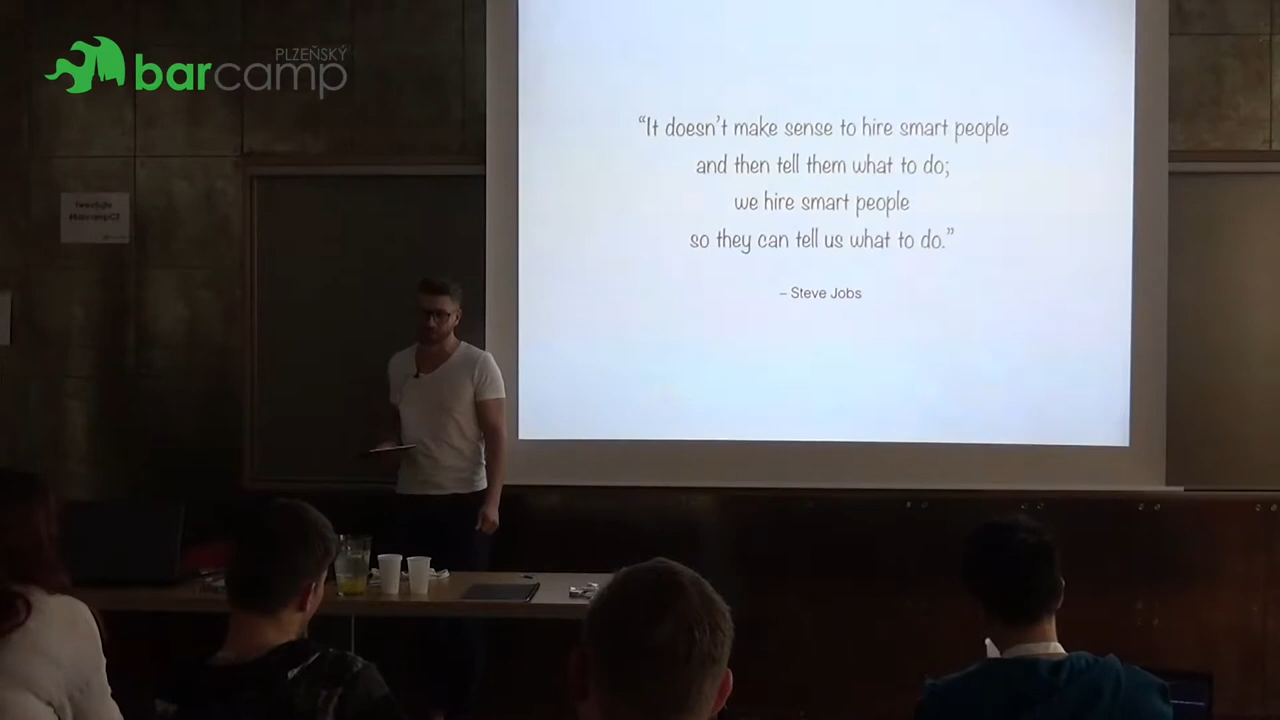 PLZEŇSKÝ
barcamp
“It doesn’t make sense to hire smart people
and then tell them what to do;
we hire smart people
so they can tell us what to do.”
– Steve Jobs